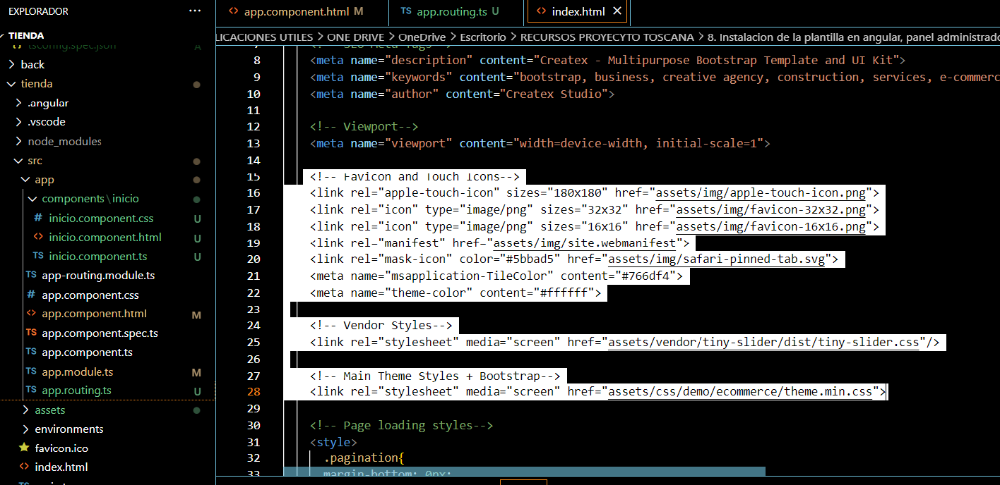 EXPLORADOR
TIENDA
tsconfig.spec.json A
back
tienda
.angular
.vscode
node_modules
src
app
components\inicio
# inicio.component.css U
<> inicio.component.html U
TS inicio.component.ts U
TS app-routing.module.ts
# app.component.css
<> app.component.html M
TS app.component.spec.ts
TS app.component.ts
TS app.module.ts M
TS app.routing.ts U
assets
environments
favicon.ico
<> index.html
<> app.component.html M
TS app.routing.ts U
<> index.html ×
LICACIONES UTILES > ONE DRIVE > OneDrive > Escritorio > RECURSOS PROYECYTO TOSCANA > 8. Instalacion de la plantilla en angular, panel administrado
7 <!-- SEO Meta Tags -->
8 <meta name="description" content="Createx - Multipurpose Bootstrap Template and UI Kit">
9 <meta name="keywords" content="bootstrap, business, creative agency, construction, services, e-commerc
10 <meta name="author" content="Createx Studio">
11
12 <!-- Viewport-->
13 <meta name="viewport" content="width=device-width, initial-scale=1">
14
15 <!-- Favicon and Touch Icons-->
16 <link rel="apple-touch-icon" sizes="180x180" href="assets/img/apple-touch-icon.png">
17 <link rel="icon" type="image/png" sizes="32x32" href="assets/img/favicon-32x32.png">
18 <link rel="icon" type="image/png" sizes="16x16" href="assets/img/favicon-16x16.png">
19 <link rel="manifest" href="assets/img/site.webmanifest">
20 <link rel="mask-icon" color="#5bbad5" href="assets/img/safari-pinned-tab.svg">
21 <meta name="msapplication-TileColor" content="#766df4">
22 <meta name="theme-color" content="#ffffff">
23
24 <!-- Vendor Styles-->
25 <link rel="stylesheet" media="screen" href="assets/vendor/tiny-slider/dist/tiny-slider.css"/>
26
27 <!-- Main Theme Styles + Bootstrap-->
28 <link rel="stylesheet" media="screen" href="assets/css/demo/ecommerce/theme.min.css">
29
30 <!-- Page loading styles-->
31 <style>
32 .pagination{
33 margin-bottom: 0px;